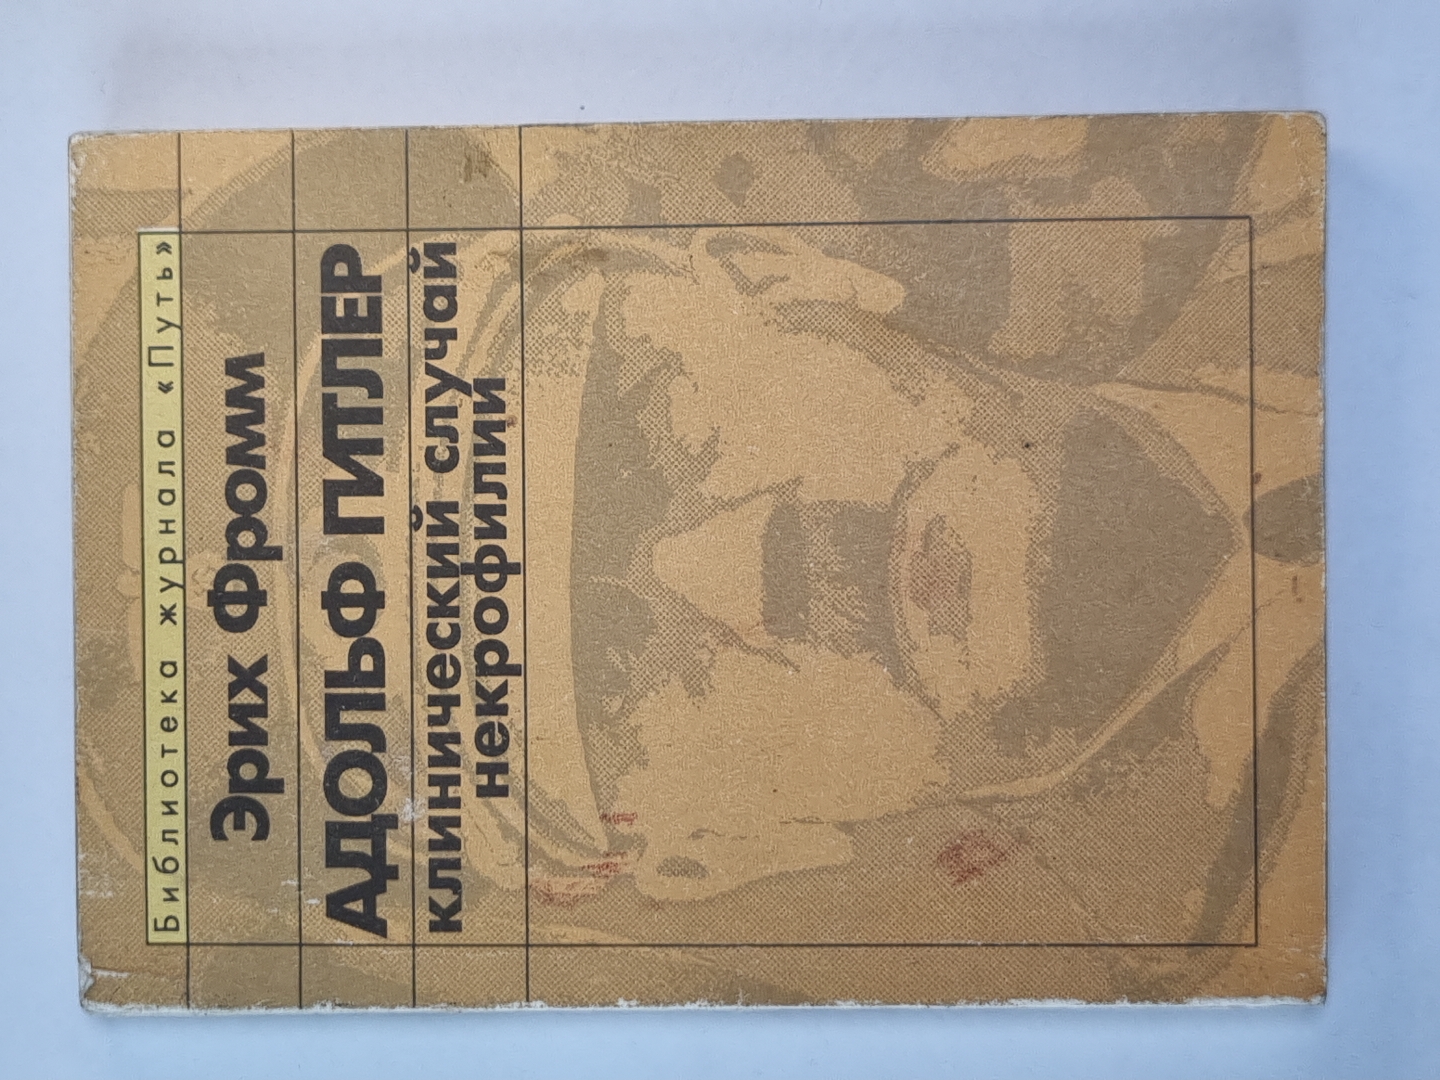 Библиотека журнала «Путь»
Эрих Фромм
АДОЛЬФ ГИТЛЕР
клинический случай
некрофилии